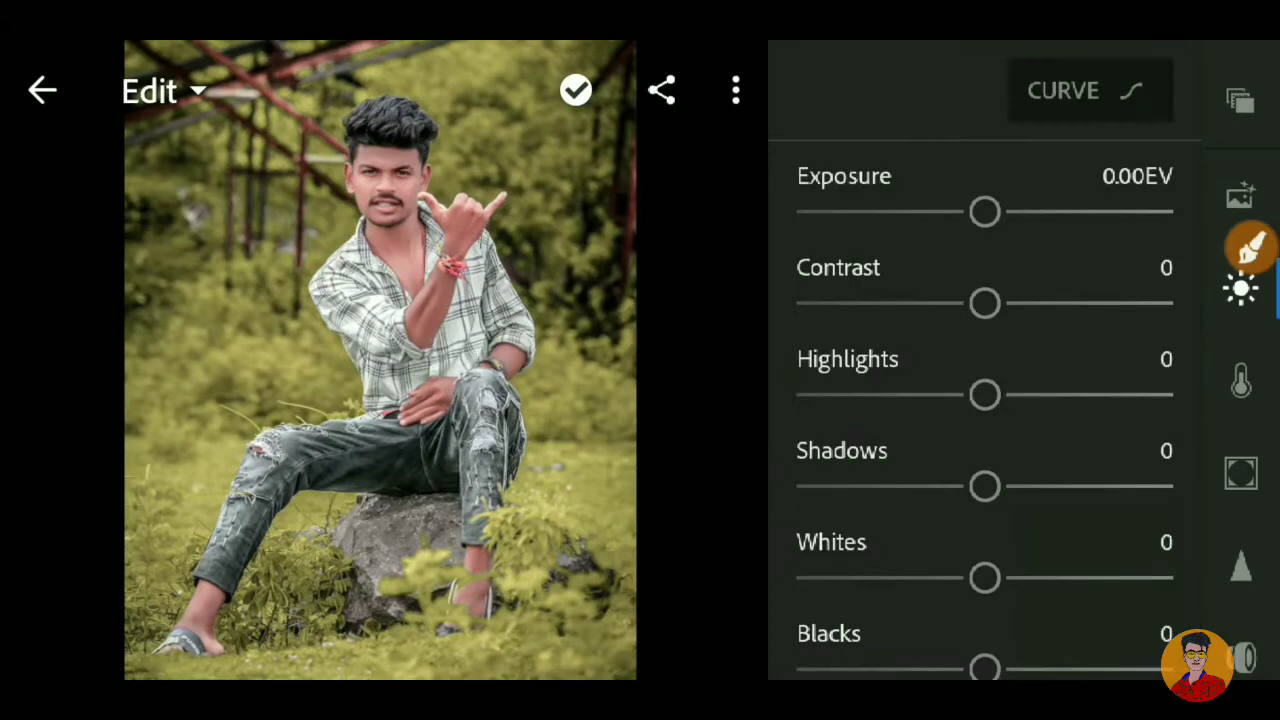 Edit
CURVE
Exposure 0.00EV
Contrast 0
Highlights 0
Shadows 0
Whites 0
Blacks 0